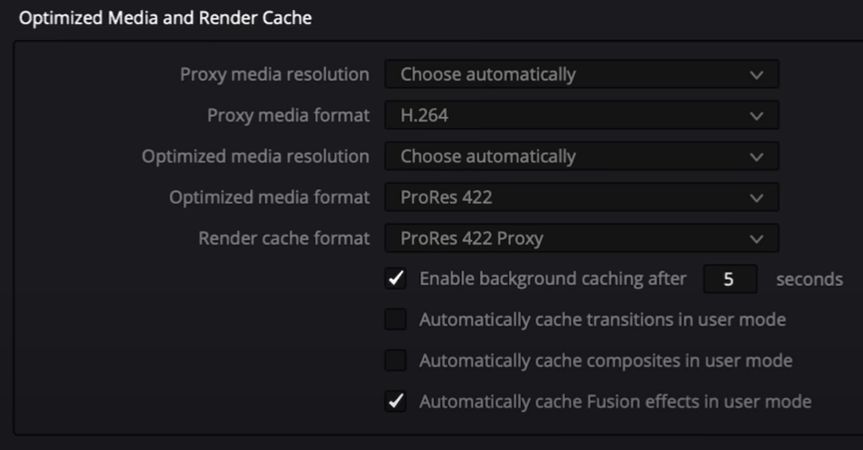 Optimized Media and Render Cache
Proxy media resolution Choose automatically
Proxy media format H.264
Optimized media resolution Choose automatically
Optimized media format ProRes 422
Render cache format ProRes 422 Proxy
Enable background caching after 5 seconds
Automatically cache transitions in user mode
Automatically cache composites in user mode
Automatically cache Fusion effects in user mode